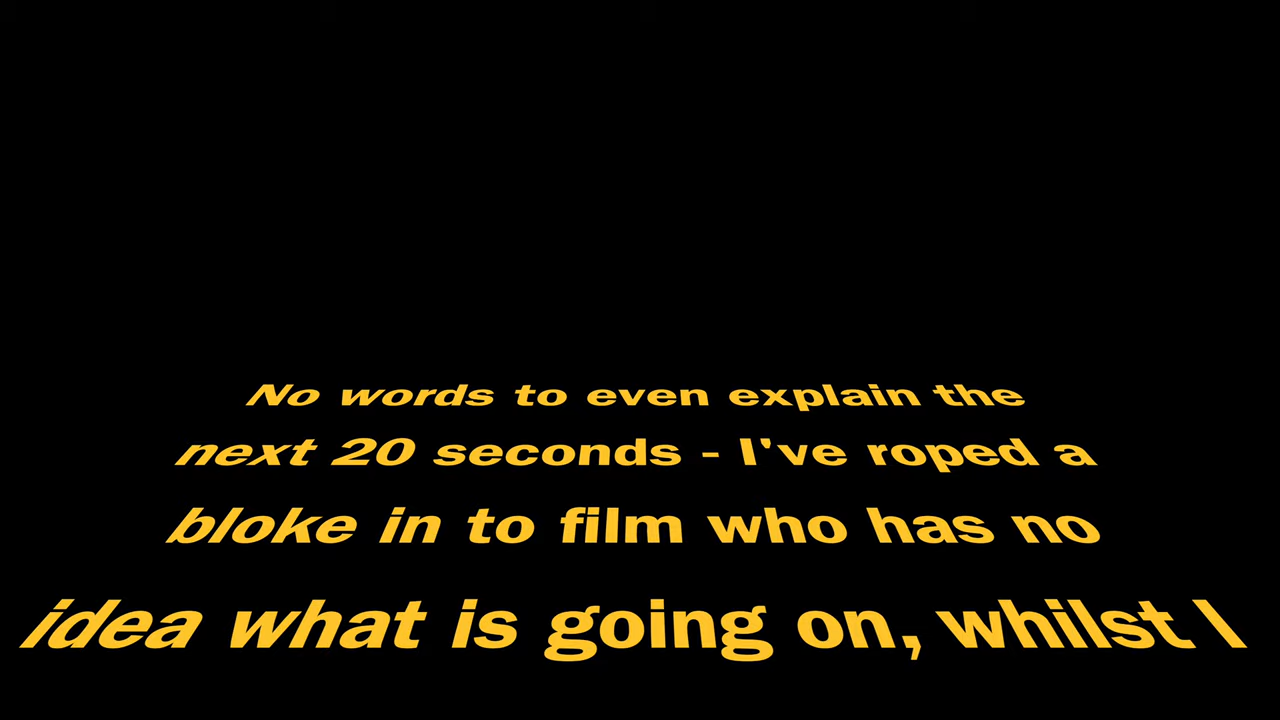 No words to even explain the
next 20 seconds - I've roped a
bloke in to film who has no
idea what is going on, whilst I